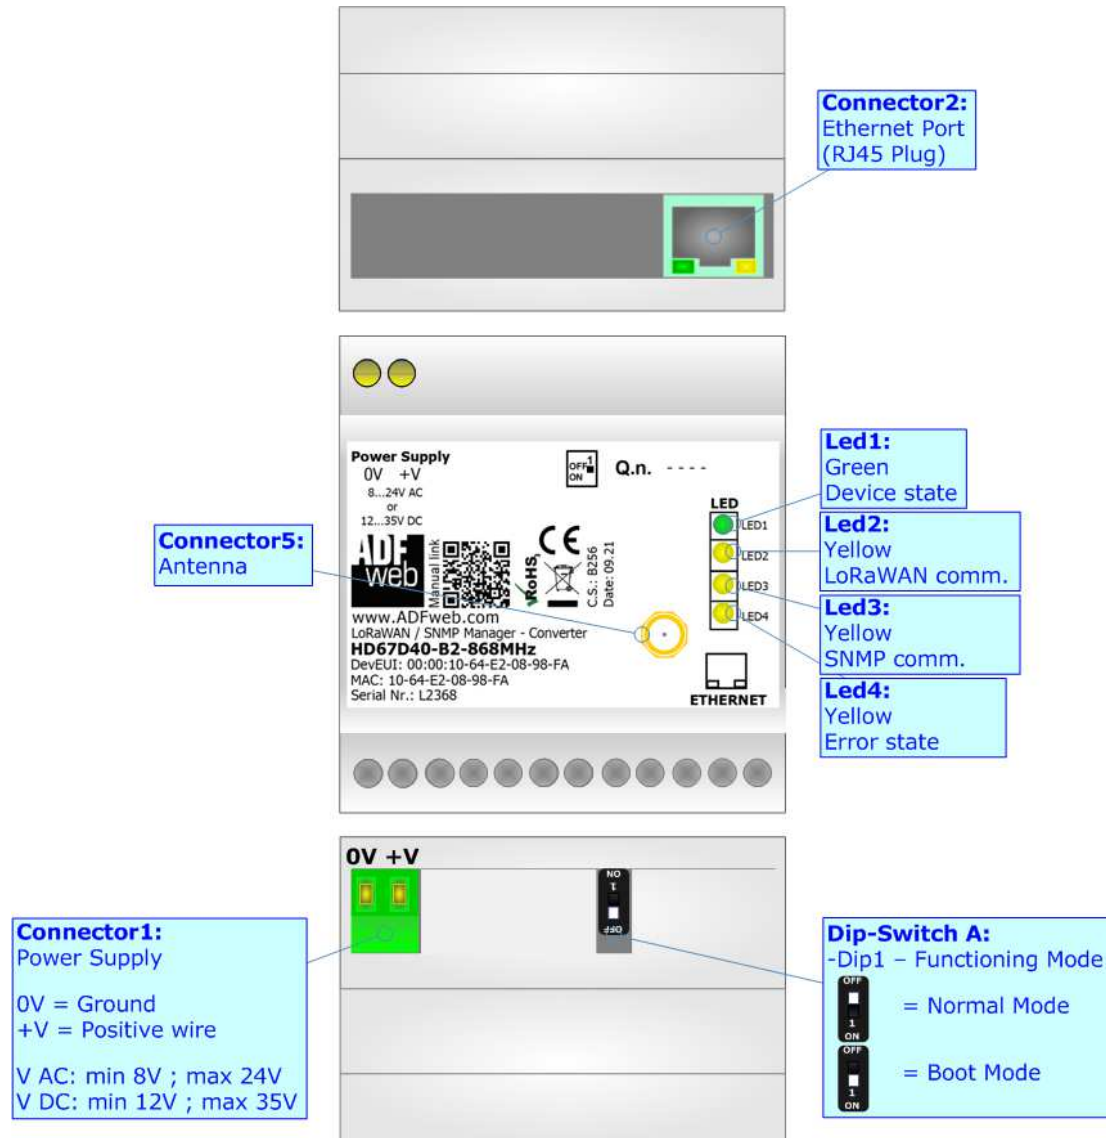 Connector2:
Ethernet Port
(RJ45 Plug)
Power Supply
0V +V
8...24V AC
or
12...35V DC
OFF 1
ON
Q.n. - - - -
LED
LED1
LED2
LED3
LED4
Led1:
Green
Device state
Led2:
Yellow
LoRaWAN comm.
Led3:
Yellow
SNMP comm.
Led4:
Yellow
Error state
Connector5:
Antenna
ADF
web
Manual link
RoHS
CE
C.S.: B256
Date: 09.21
www.ADFweb.com
LoRaWAN / SNMP Manager - Converter
HD67D40-B2-868MHz
DevEUI: 00:00:10-64-E2-08-98-FA
MAC: 10-64-E2-08-98-FA
Serial Nr.: L2368
ETHERNET
0V +V
ON
1
OFF
Connector1:
Power Supply
0V = Ground
+V = Positive wire
V AC: min 8V ; max 24V
V DC: min 12V ; max 35V
Dip-Switch A:
-Dip1 – Functioning Mode
OFF
1
ON
= Normal Mode
OFF
1
ON
= Boot Mode